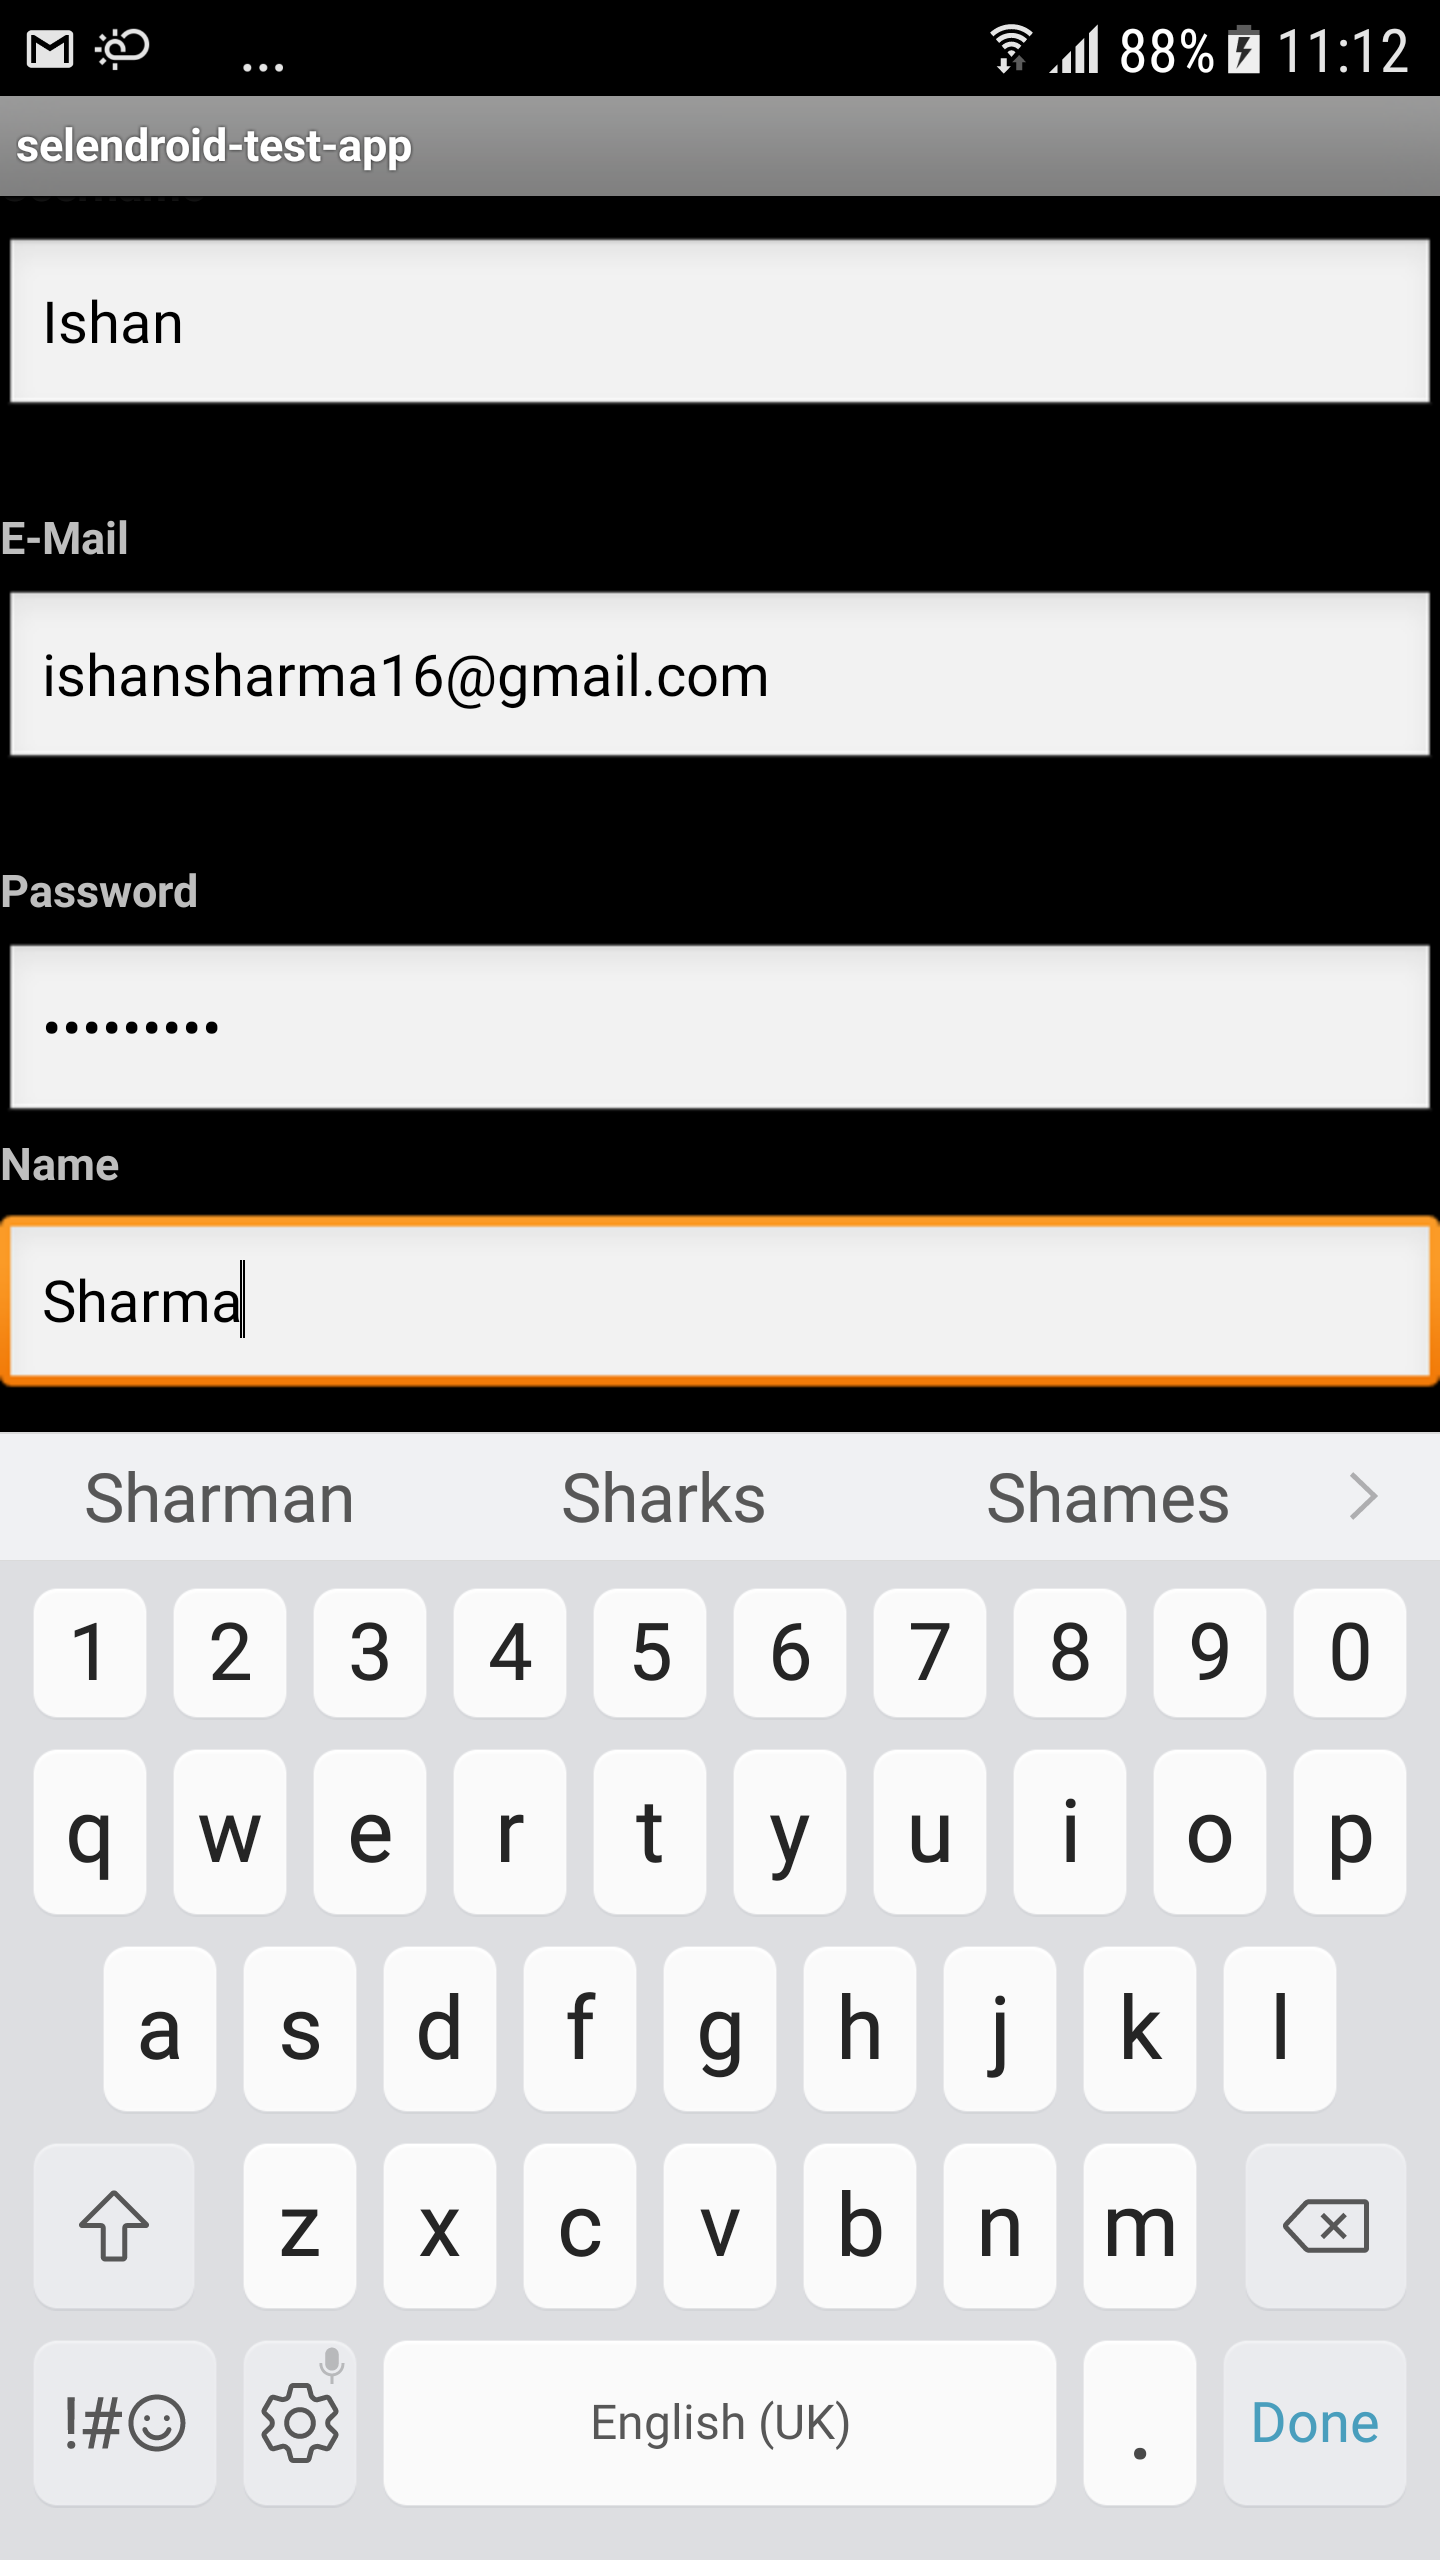 ... 88% 11:12
selendroid-test-app
Ishan
E-Mail
ishansharma16@gmail.com
Password
•••••••••
Name
Sharma
Sharman Sharks Shames
1 2 3 4 5 6 7 8 9 0
q w e r t y u i o p
a s d f g h j k l
z x c v b n m
!#☺ English (UK) . Done